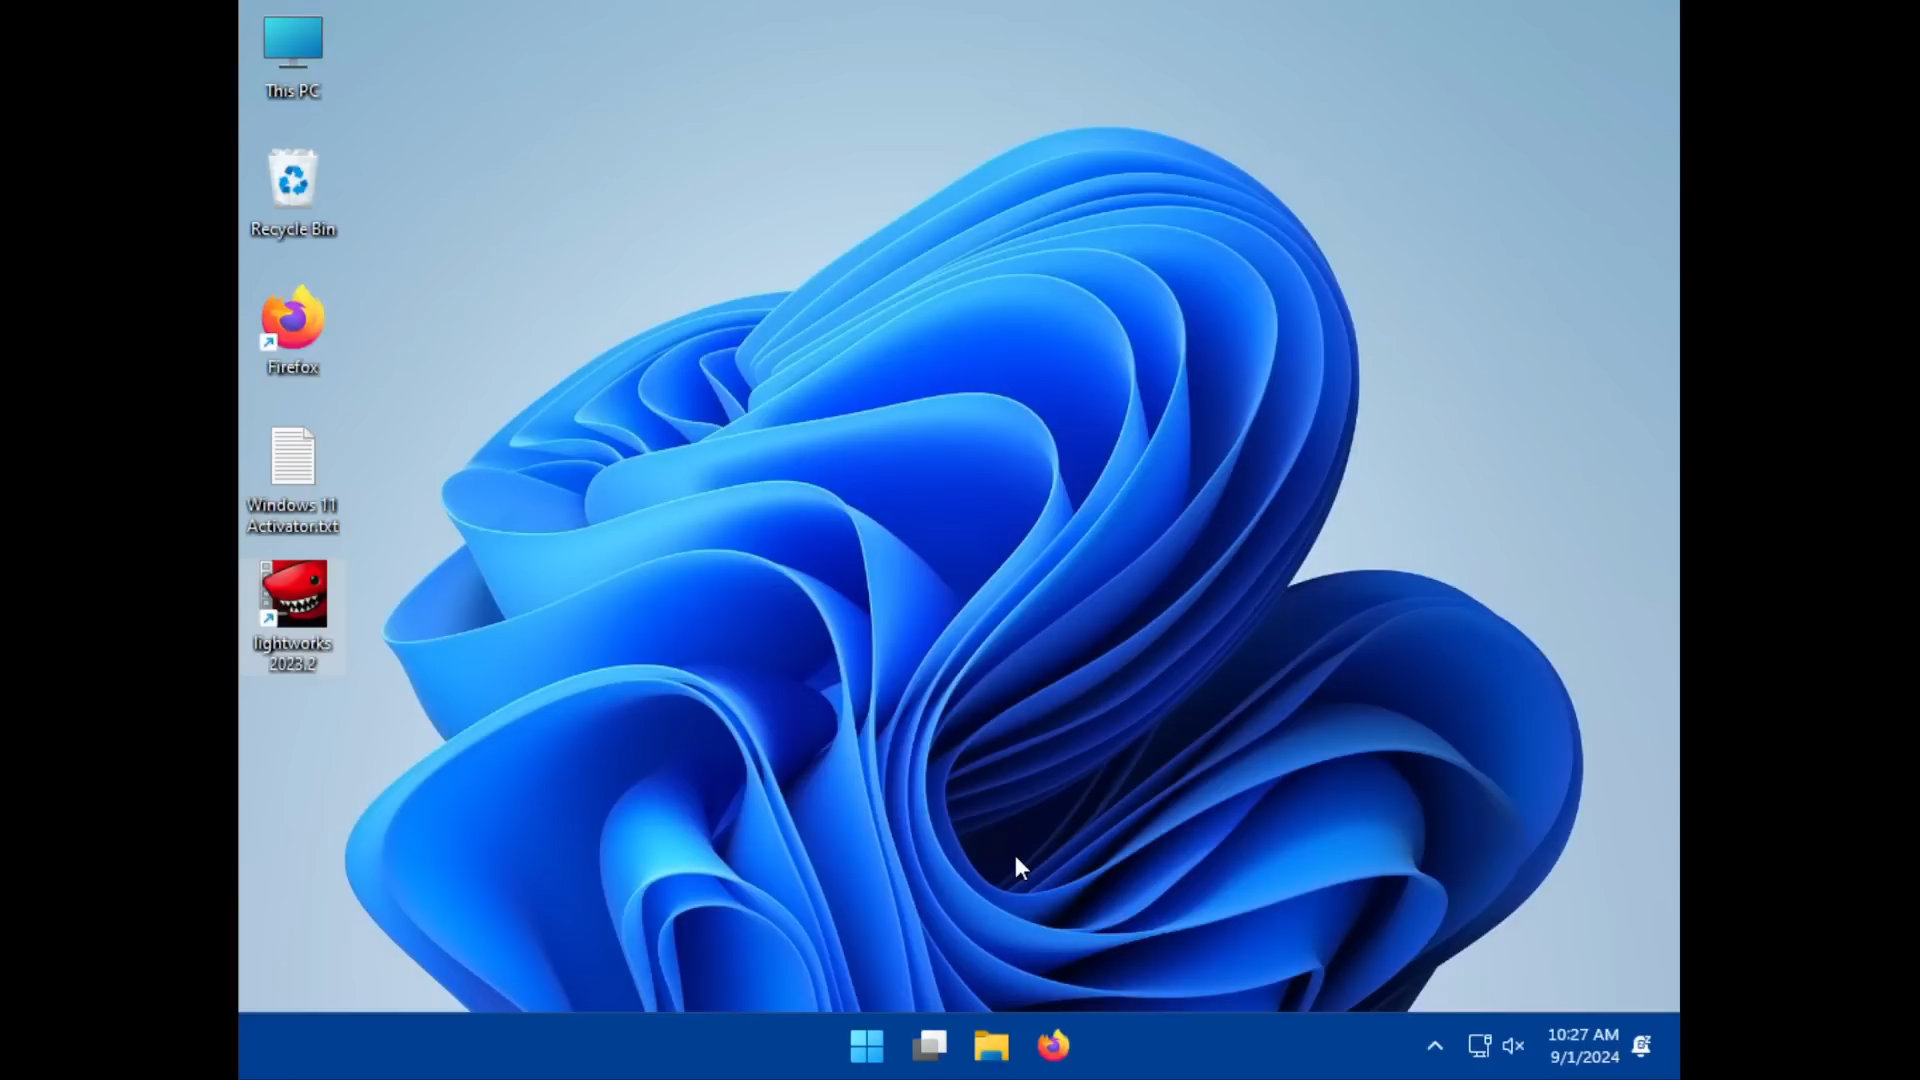 This PC
Recycle Bin
Firefox
Windows 11
Activator.txt
lightworks
2023.2
10:27 AM
9/1/2024